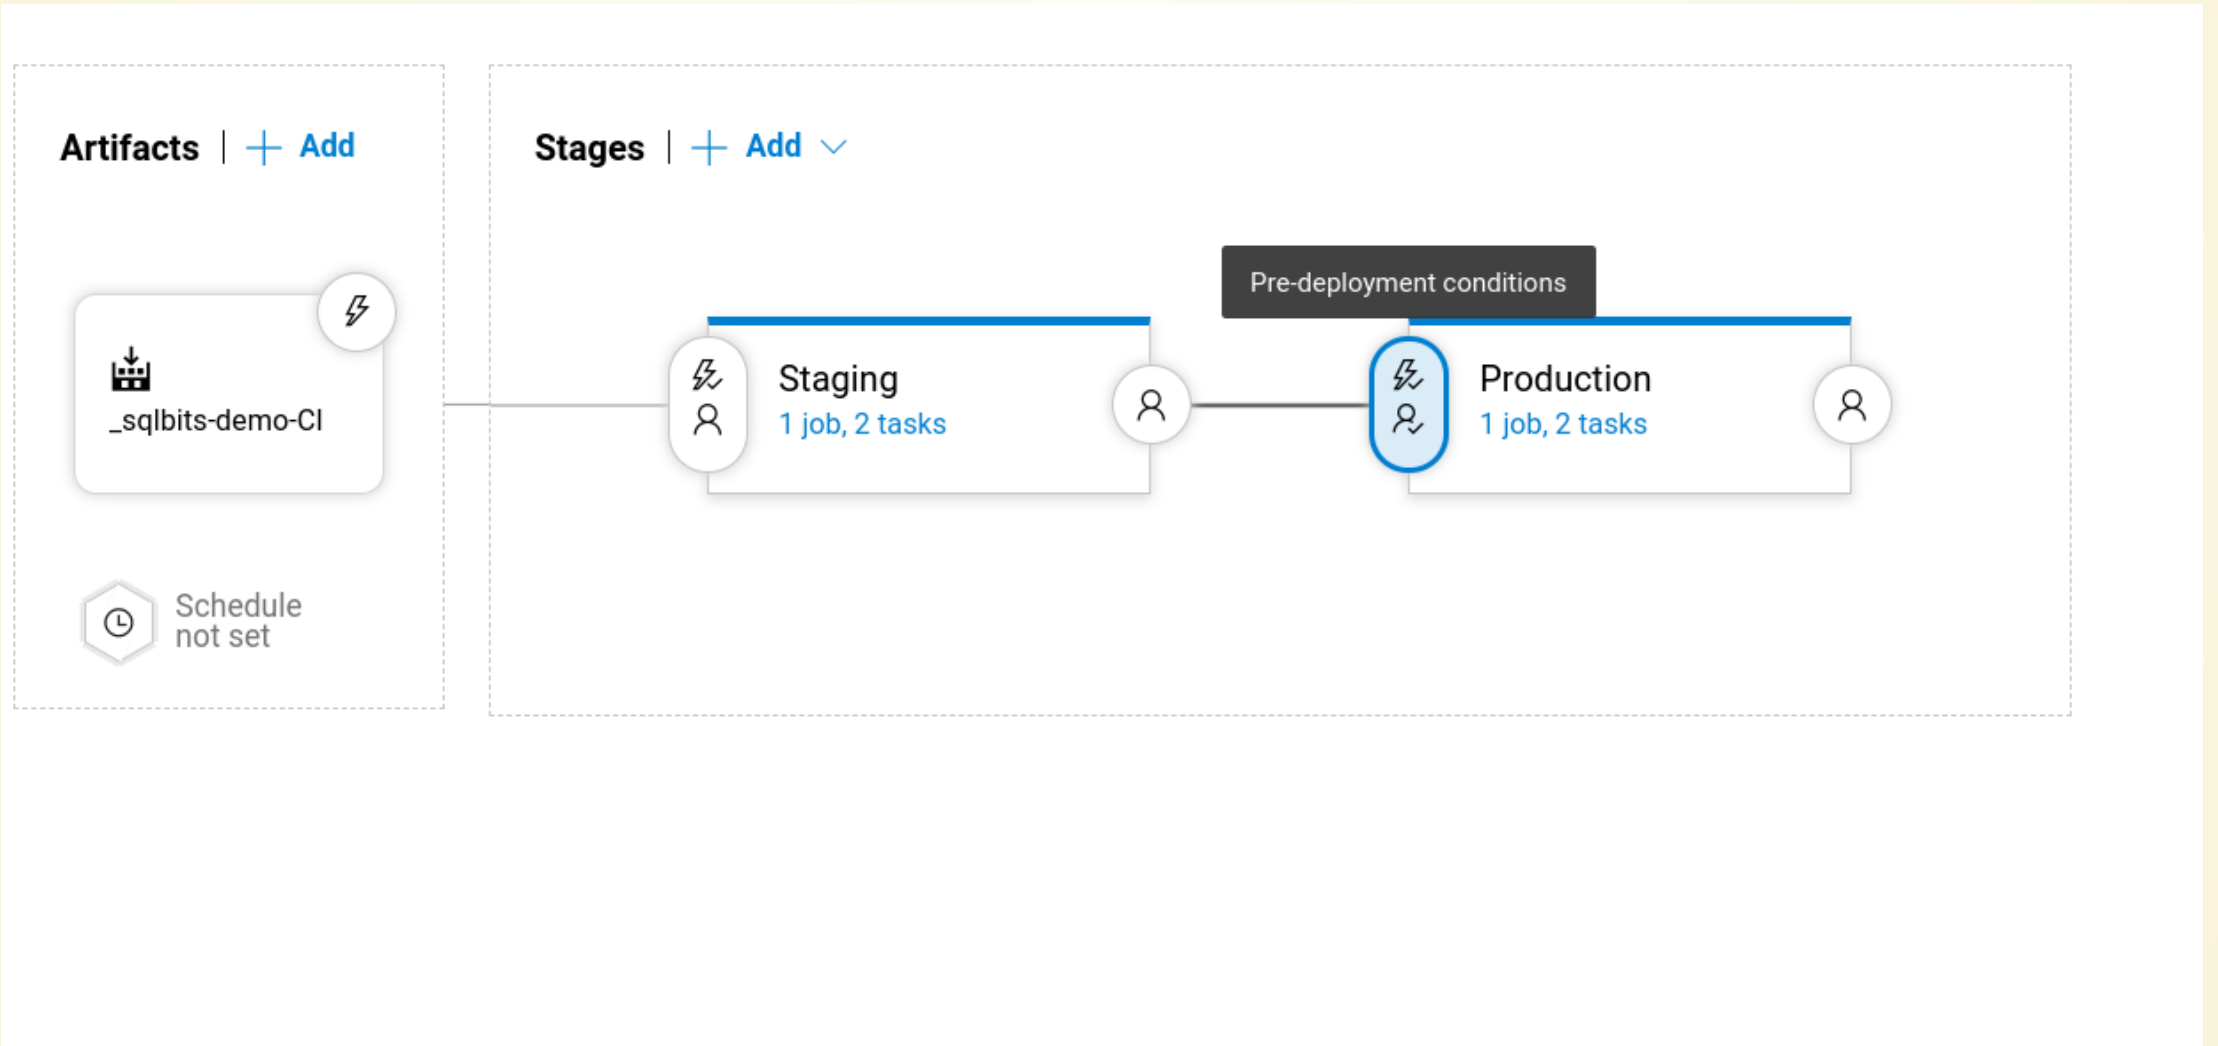 Artifacts | + Add
Stages | + Add
Pre-deployment conditions
_sqlbits-demo-CI
Staging
1 job, 2 tasks
Production
1 job, 2 tasks
Schedule
not set